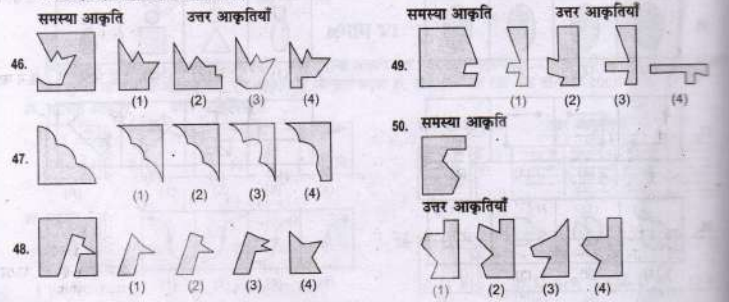 समस्या आकृति उत्तर आकृतियाँ
46.
(1) (2) (3) (4)
47.
(1) (2) (3) (4)
48.
(1) (2) (3) (4)
समस्या आकृति उत्तर आकृतियाँ
49.
(1) (2) (3) (4)
50. समस्या आकृति
उत्तर आकृतियाँ
(1) (2) (3) (4)